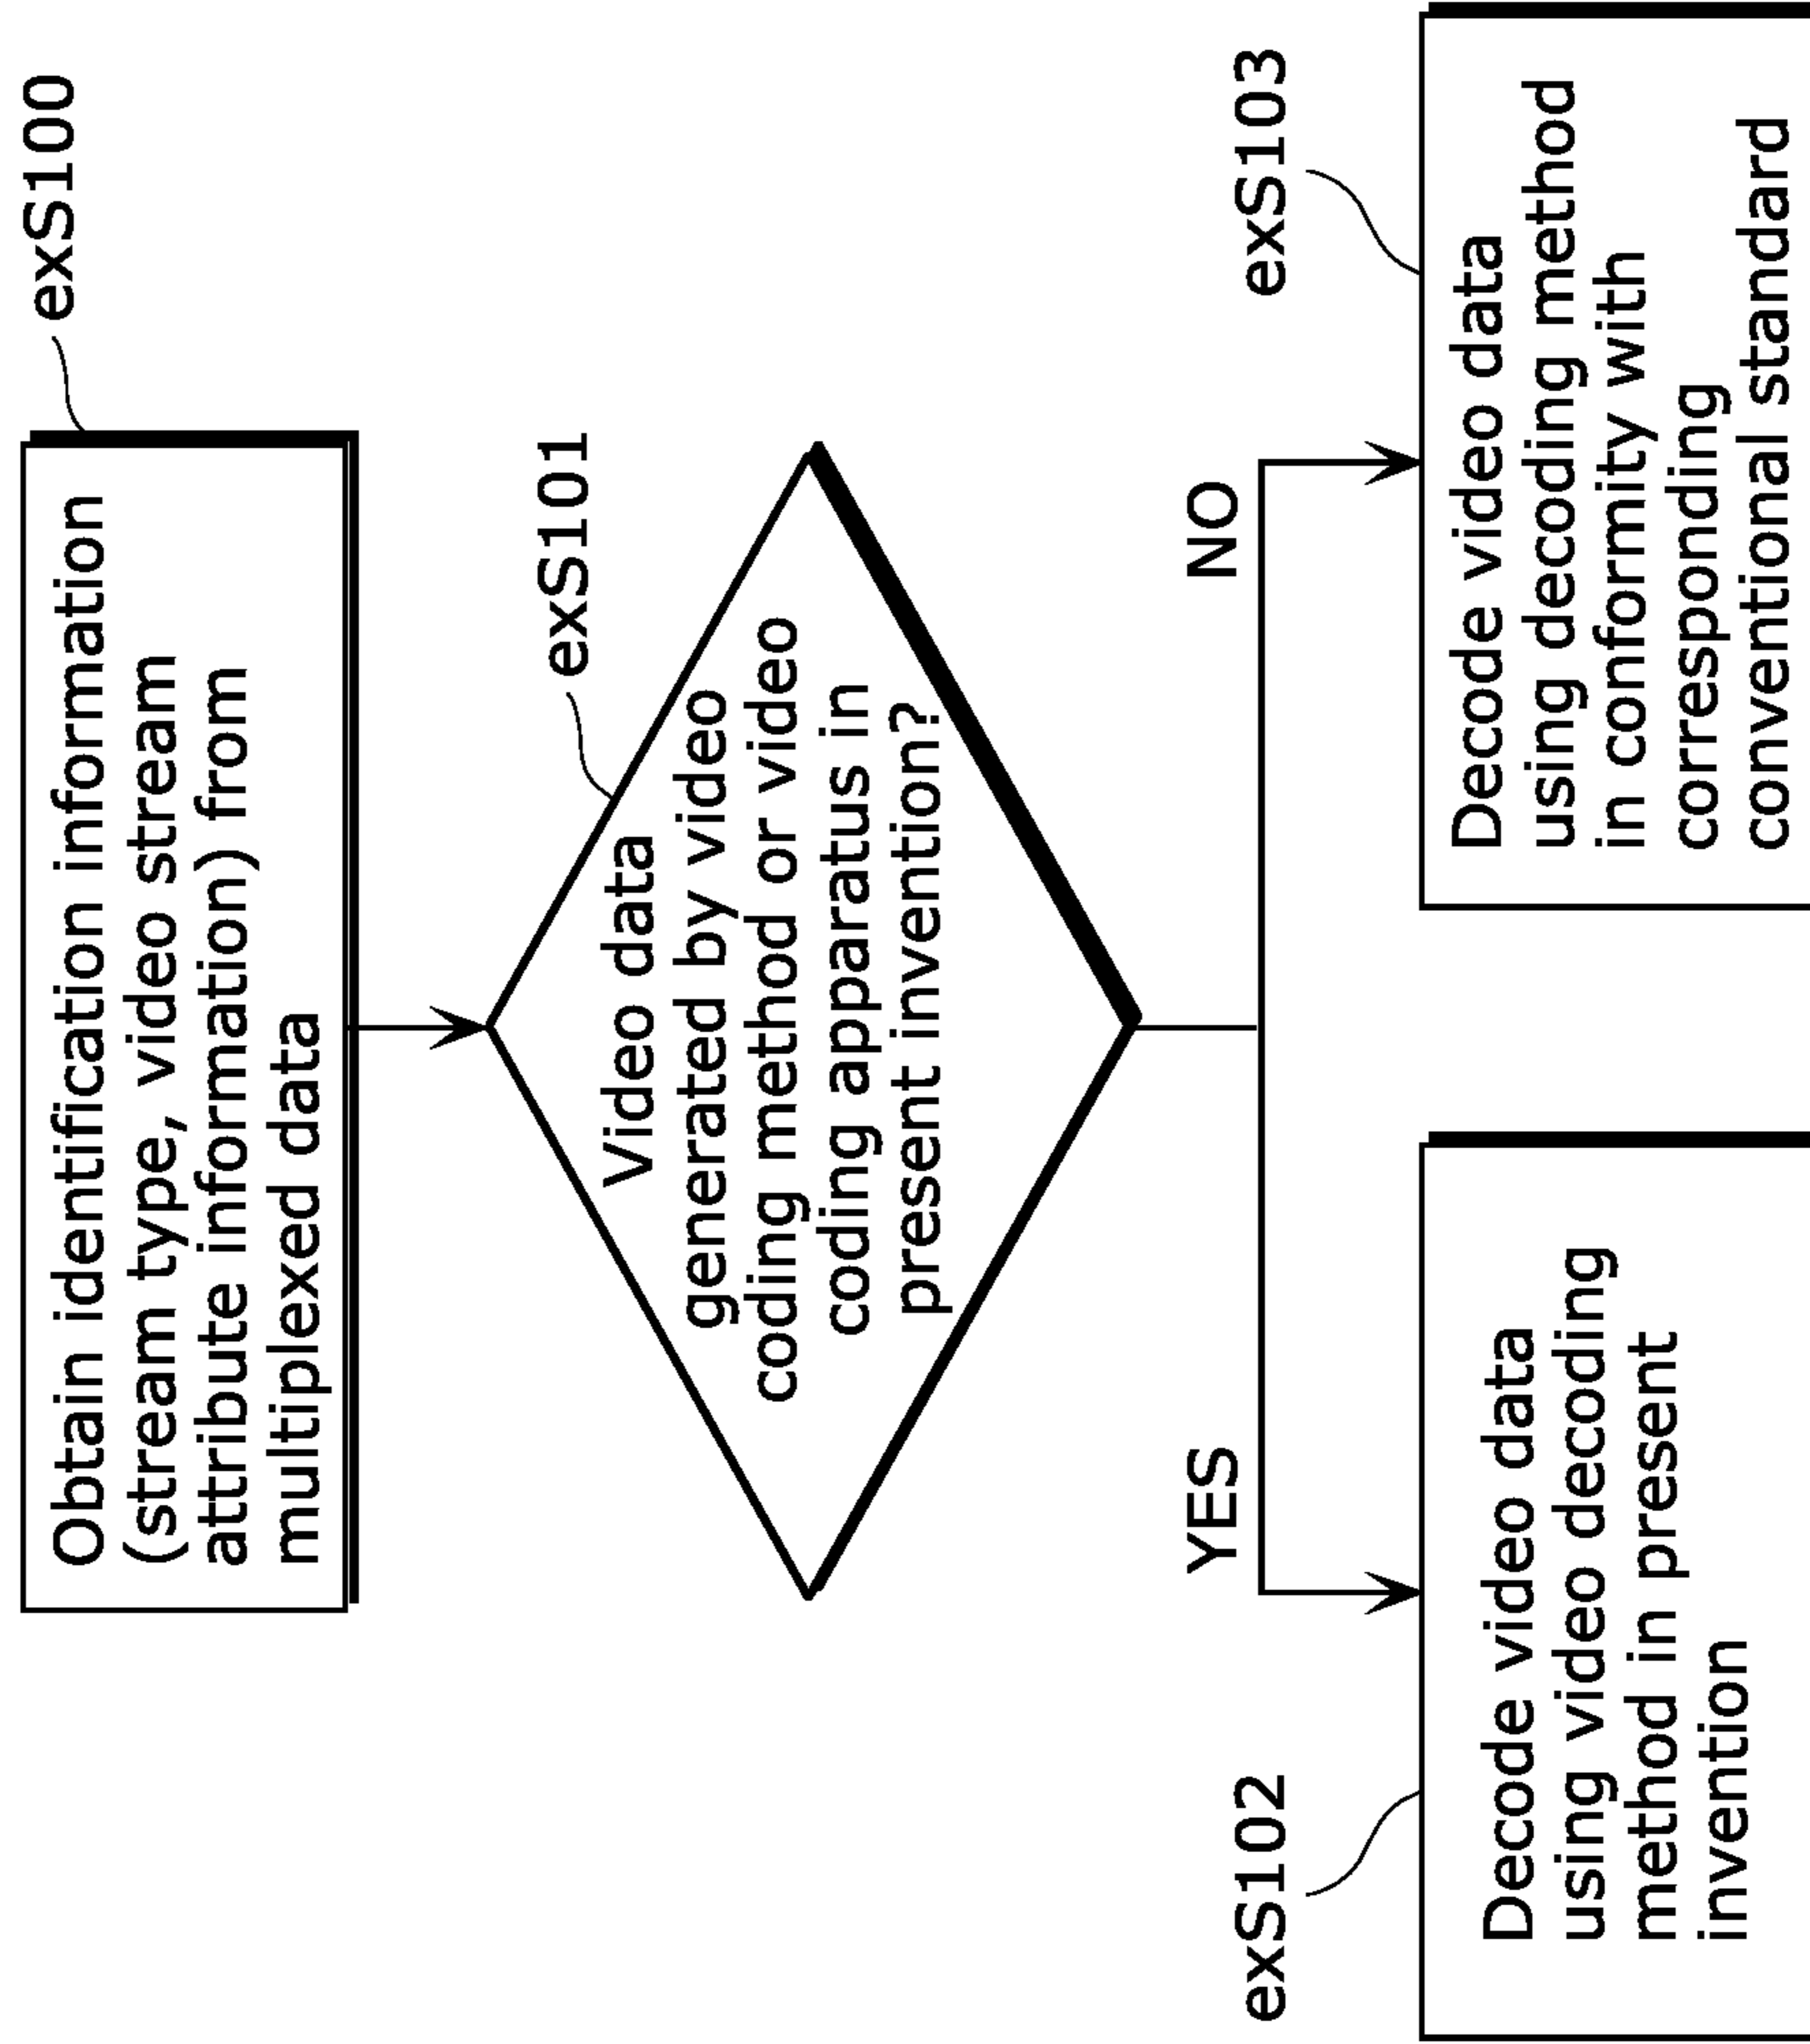 exS100
Obtain identification information
(stream type, video stream
attribute information) from
multiplexed data
exS101
Video data
generated by video
coding method or video
coding apparatus in
present invention?
YES
NO
exS102
Decode video data
using video decoding
method in present
invention
exS103
Decode video data
using decoding method
in conformity with
corresponding
conventional standard